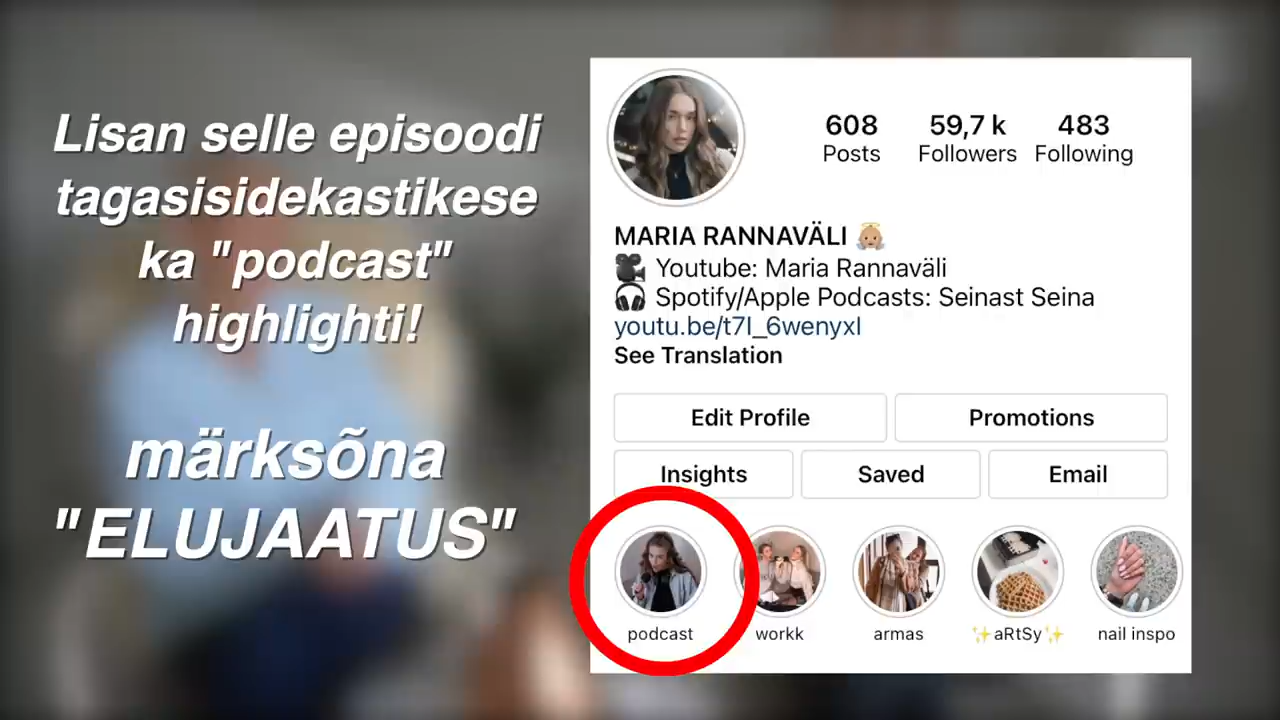 Lisan selle episoodi
tagasisidekastikese
ka "podcast"
highlighti!
märksõna
"ELUJAATUS"
608 59,7 k 483
Posts Followers Following
MARIA RANNAVÄLI 👼🏼
🎥 Youtube: Maria Rannaväli
🎧 Spotify/Apple Podcasts: Seinast Seina
youtu.be/t7I_6wenyxI
See Translation
Edit Profile Promotions
Insights Saved Email
podcast workk armas ✨aRtSy✨ nail inspo